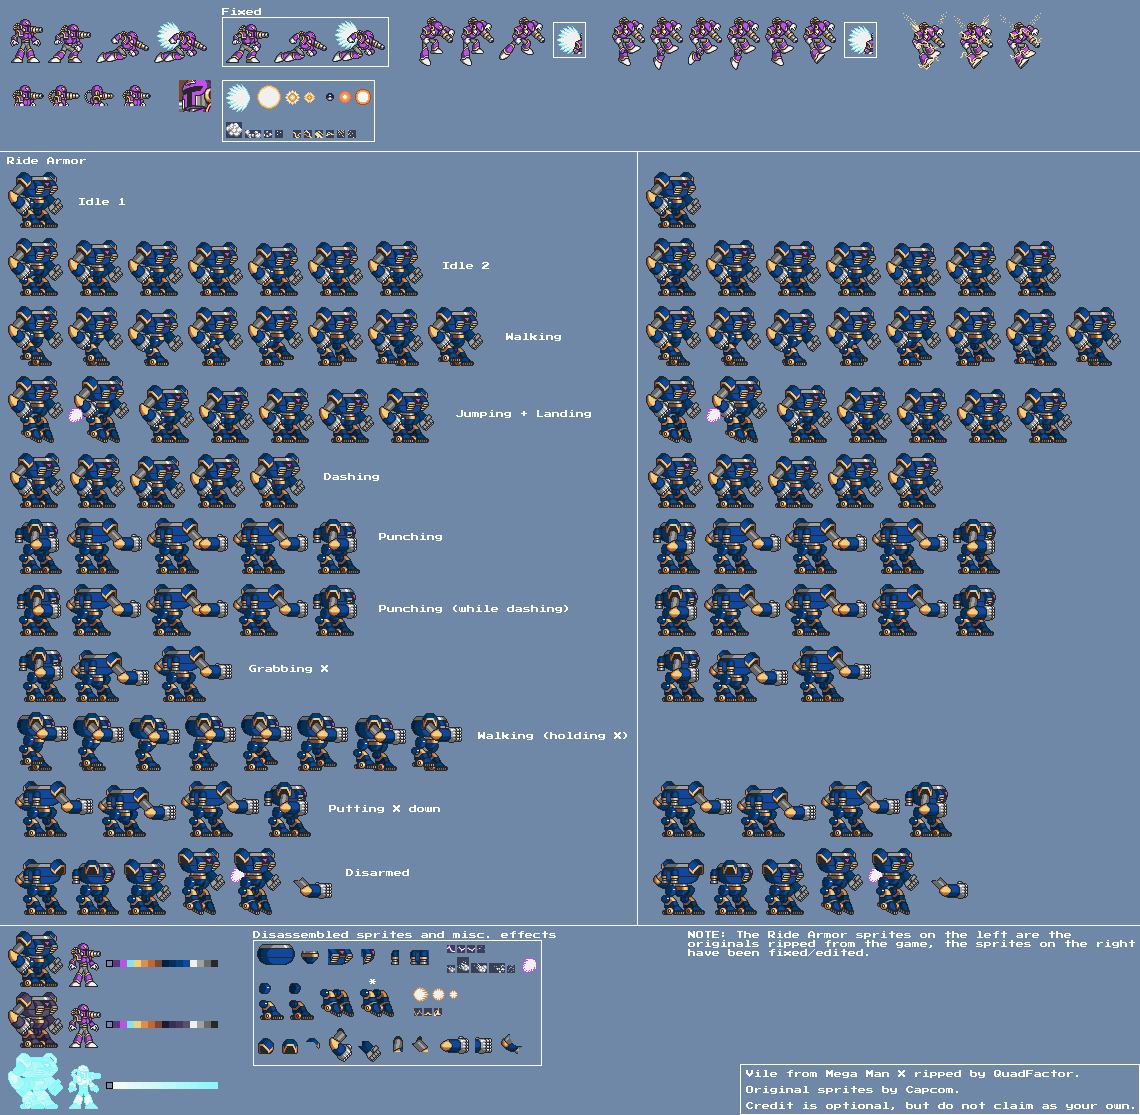 Fixed
Ride Armor
Idle 1
Idle 2
Walking
Jumping + Landing
Dashing
Punching
Punching (while dashing)
Grabbing X
Walking (holding X)
Putting X down
Disarmed
Disassembled sprites and misc. effects
*
NOTE: The Ride Armor sprites on the left are the
originals ripped from the game, the sprites on the right
have been fixed/edited.
Vile from Mega Man X ripped by QuadFactor.
Original sprites by Capcom.
Credit is optional, but do not claim as your own.